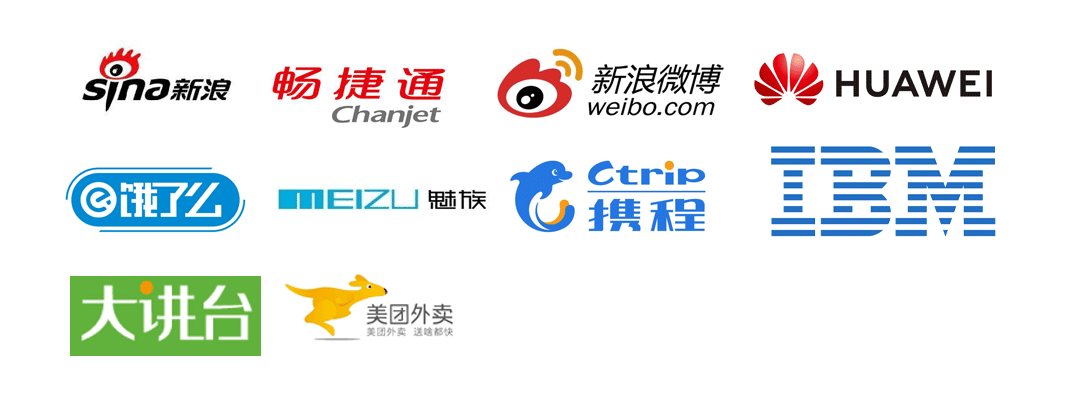 sina新浪
畅捷通
Chanjet
新浪微博
weibo.com
HUAWEI
饿了么
MEIZU 魅族
Ctrip
携程
IBM
大讲台
美团外卖
美团外卖 送啥都快